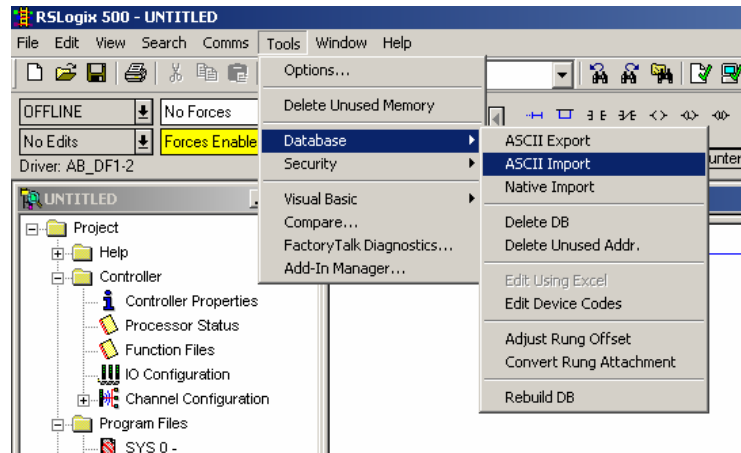 RSLogix 500 - UNTITLED
File Edit View Search Comms Tools Window Help
OFFLINE
No Forces
No Edits
Forces Enable
Driver: AB_DF1-2
Options...
Delete Unused Memory
Database
Security
Visual Basic
Compare...
FactoryTalk Diagnostics...
Add-In Manager...
ASCII Export
ASCII Import
Native Import
Delete DB
Delete Unused Addr.
Edit Using Excel
Edit Device Codes
Adjust Rung Offset
Convert Rung Attachment
Rebuild DB
unter
UNTITLED
Project
Help
Controller
Controller Properties
Processor Status
Function Files
IO Configuration
Channel Configuration
Program Files
SYS 0 -